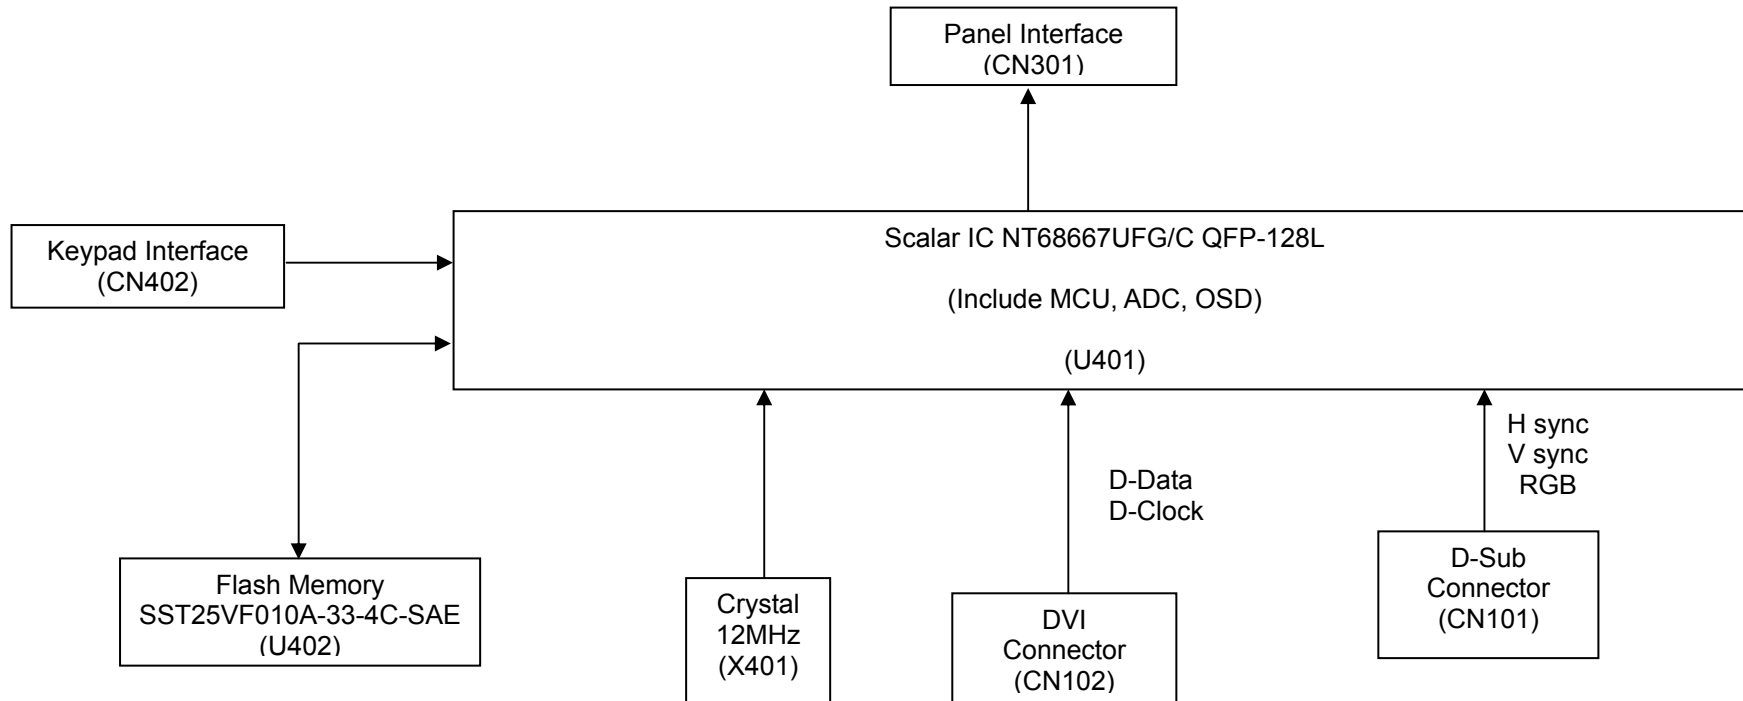 Panel Interface
(CN301)
Keypad Interface
(CN402)
Scalar IC NT68667UFG/C QFP-128L
(Include MCU, ADC, OSD)
(U401)
H sync
V sync
RGB
D-Data
D-Clock
Flash Memory
SST25VF010A-33-4C-SAE
(U402)
Crystal
12MHz
(X401)
DVI
Connector
(CN102)
D-Sub
Connector
(CN101)